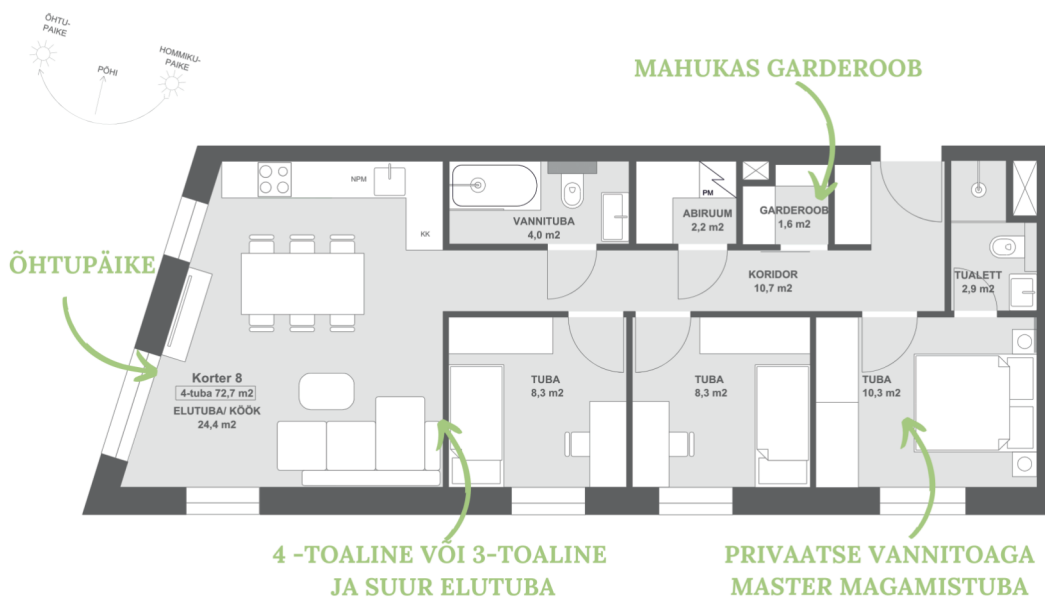 ÕHTU-
PAIKE
HOMMIKU-
PAIKE
PÕHI
MAHUKAS GARDEROOB
NPM
KK
VANNITUBA
4,0 m2
PM
ABIRUUM
2,2 m2
GARDEROOB
1,6 m2
KORIDOR
10,7 m2
TUALETT
2,9 m2
ÕHTUPÄIKE
Korter 8
4-tuba 72,7 m2
ELUTUBA/ KÖÖK
24,4 m2
TUBA
8,3 m2
TUBA
8,3 m2
TUBA
10,3 m2
4 -TOALINE VÕI 3-TOALINE
JA SUUR ELUTUBA
PRIVAATSE VANNITOAGA
MASTER MAGAMISTUBA